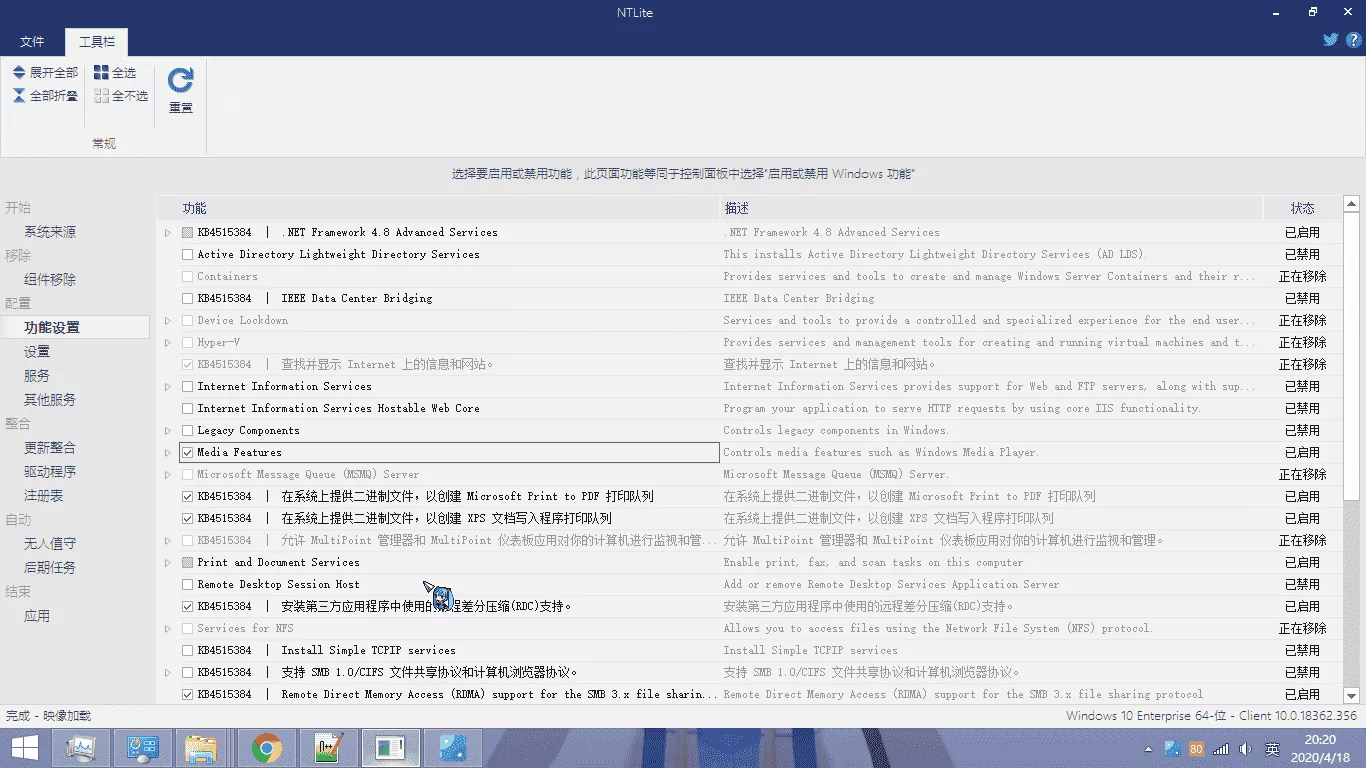 NTLite
文件 工具栏
展开全部 全选
全部折叠 全不选
重置
常规
选择要启用或禁用功能，此页面功能等同于控制面板中选择"启用或禁用 Windows 功能"
功能 描述 状态
开始
系统来源
移除
组件移除
配置
功能设置
设置
服务
其他服务
整合
更新整合
驱动程序
注册表
自动
无人值守
后期任务
结束
应用
KB4515384 | .NET Framework 4.8 Advanced Services .NET Framework 4.8 Advanced Services 已启用
Active Directory Lightweight Directory Services This installs Active Directory Lightweight Directory Services (AD LDS). 已禁用
Containers Provides services and tools to create and manage Windows Server Containers and their r... 正在移除
KB4515384 | IEEE Data Center Bridging IEEE Data Center Bridging 已禁用
Device Lockdown Services and tools to provide a controlled and specialized experience for the end user... 正在移除
Hyper-V Provides services and management tools for creating and running virtual machines and t... 正在移除
KB4515384 | 查找并显示 Internet 上的信息和网站。 查找并显示 Internet 上的信息和网站。 正在移除
Internet Information Services Internet Information Services provides support for Web and FTP servers, along with sup... 已禁用
Internet Information Services Hostable Web Core Program your application to serve HTTP requests by using core IIS functionality. 已禁用
Legacy Components Controls legacy components in Windows. 已禁用
Media Features Controls media features such as Windows Media Player. 已启用
Microsoft Message Queue (MSMQ) Server Microsoft Message Queue (MSMQ) Server. 正在移除
KB4515384 | 在系统上提供二进制文件，以创建 Microsoft Print to PDF 打印队列 在系统上提供二进制文件，以创建 Microsoft Print to PDF 打印队列 已启用
KB4515384 | 在系统上提供二进制文件，以创建 XPS 文档写入程序打印队列 在系统上提供二进制文件，以创建 XPS 文档写入程序打印队列 已启用
KB4515384 | 允许 MultiPoint 管理器和 MultiPoint 仪表板应用对你的计算机进行监视和管... 允许 MultiPoint 管理器和 MultiPoint 仪表板应用对你的计算机进行监视和管理。 正在移除
Print and Document Services Enable print, fax, and scan tasks on this computer 已启用
Remote Desktop Session Host Add or remove Remote Desktop Services Application Server 已禁用
KB4515384 | 安装第三方应用程序中使用的 程差分压缩(RDC)支持。 安装第三方应用程序中使用的远程差分压缩(RDC)支持。 已启用
Services for NFS Allows you to access files using the Network File System (NFS) protocol. 正在移除
KB4515384 | Install Simple TCPIP services Install Simple TCPIP services 已禁用
KB4515384 | 支持 SMB 1.0/CIFS 文件共享协议和计算机浏览器协议。 支持 SMB 1.0/CIFS 文件共享协议和计算机浏览器协议。 已禁用
KB4515384 | Remote Direct Memory Access (RDMA) support for the SMB 3.x file sharin... Remote Direct Memory Access (RDMA) support for the SMB 3.x file sharing protocol 已启用
完成 - 映像加载 Windows 10 Enterprise 64-位 - Client 10.0.18362.356
80 英 20:20
2020/4/18